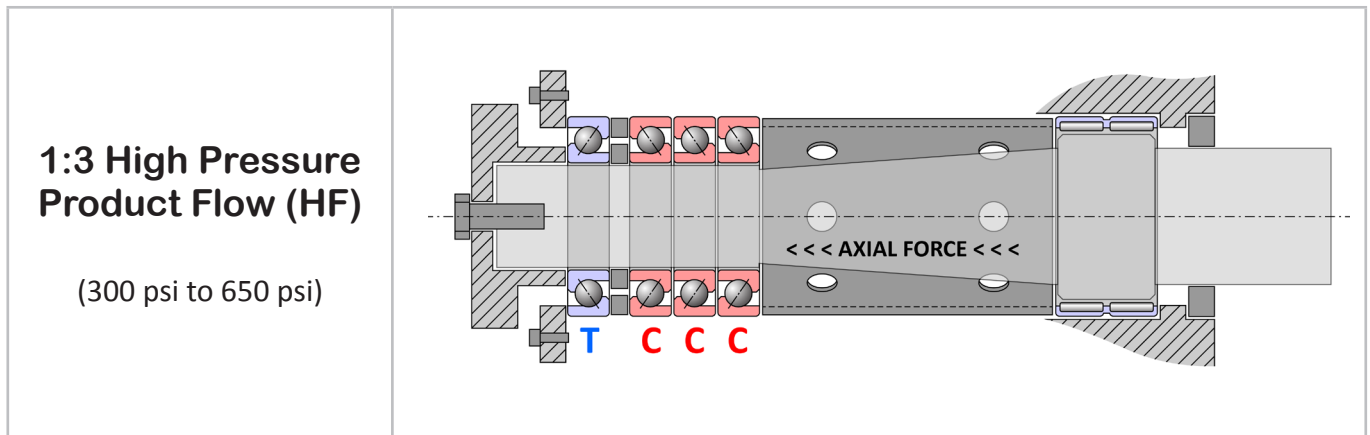 1:3 High Pressure
Product Flow (HF)
(300 psi to 650 psi)
< < < AXIAL FORCE < < <
T C C C